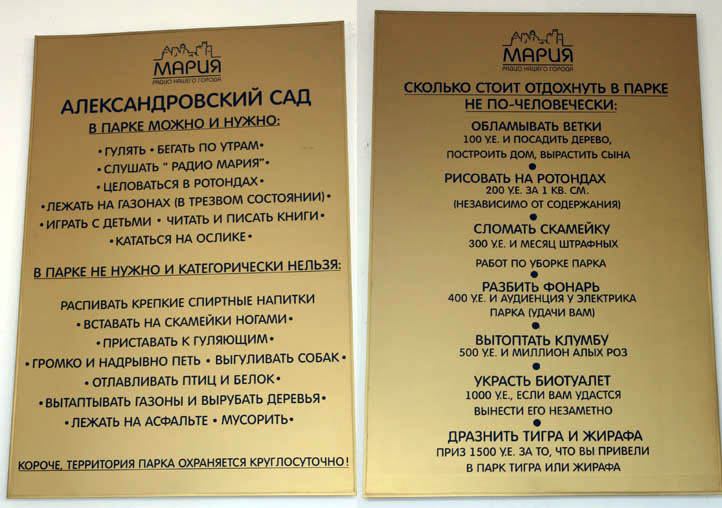 МАРИЯ
РАДИО НАШЕГО ГОРОДА
АЛЕКСАНДРОВСКИЙ САД
В ПАРКЕ МОЖНО И НУЖНО:
• ГУЛЯТЬ • БЕГАТЬ ПО УТРАМ •
• СЛУШАТЬ " РАДИО МАРИЯ" •
• ЦЕЛОВАТЬСЯ В РОТОНДАХ •
• ЛЕЖАТЬ НА ГАЗОНАХ (В ТРЕЗВОМ СОСТОЯНИИ) •
• ИГРАТЬ С ДЕТЬМИ • ЧИТАТЬ И ПИСАТЬ КНИГИ •
• КАТАТЬСЯ НА ОСЛИКЕ •
В ПАРКЕ НЕ НУЖНО И КАТЕГОРИЧЕСКИ НЕЛЬЗЯ:
РАСПИВАТЬ КРЕПКИЕ СПИРТНЫЕ НАПИТКИ
• ВСТАВАТЬ НА СКАМЕЙКИ НОГАМИ •
• ПРИСТАВАТЬ К ГУЛЯЮЩИМ •
• ГРОМКО И НАДРЫВНО ПЕТЬ • ВЫГУЛИВАТЬ СОБАК •
• ОТЛАВЛИВАТЬ ПТИЦ И БЕЛОК •
• ВЫТАПТЫВАТЬ ГАЗОНЫ И ВЫРУБАТЬ ДЕРЕВЬЯ •
• ЛЕЖАТЬ НА АСФАЛЬТЕ • МУСОРИТЬ •
КОРОЧЕ, ТЕРРИТОРИЯ ПАРКА ОХРАНЯЕТСЯ КРУГЛОСУТОЧНО!
МАРИЯ
РАДИО НАШЕГО ГОРОДА
СКОЛЬКО СТОИТ ОТДОХНУТЬ В ПАРКЕ
НЕ ПО-ЧЕЛОВЕЧЕСКИ:
ОБЛАМЫВАТЬ ВЕТКИ
100 У.Е. И ПОСАДИТЬ ДЕРЕВО,
ПОСТРОИТЬ ДОМ, ВЫРАСТИТЬ СЫНА
•
РИСОВАТЬ НА РОТОНДАХ
200 У.Е. ЗА 1 КВ. СМ.
(НЕЗАВИСИМО ОТ СОДЕРЖАНИЯ)
•
СЛОМАТЬ СКАМЕЙКУ
300 У.Е. И МЕСЯЦ ШТРАФНЫХ
РАБОТ ПО УБОРКЕ ПАРКА
•
РАЗБИТЬ ФОНАРЬ
400 У.Е. И АУДИЕНЦИЯ У ЭЛЕКТРИКА
ПАРКА (УДАЧИ ВАМ)
•
ВЫТОПТАТЬ КЛУМБУ
500 У.Е. И МИЛЛИОН АЛЫХ РОЗ
•
УКРАСТЬ БИОТУАЛЕТ
1000 У.Е., ЕСЛИ ВАМ УДАСТСЯ
ВЫНЕСТИ ЕГО НЕЗАМЕТНО
•
ДРАЗНИТЬ ТИГРА И ЖИРАФА
ПРИЗ 1500 У.Е. ЗА ТО, ЧТО ВЫ ПРИВЕЛИ
В ПАРК ТИГРА ИЛИ ЖИРАФА